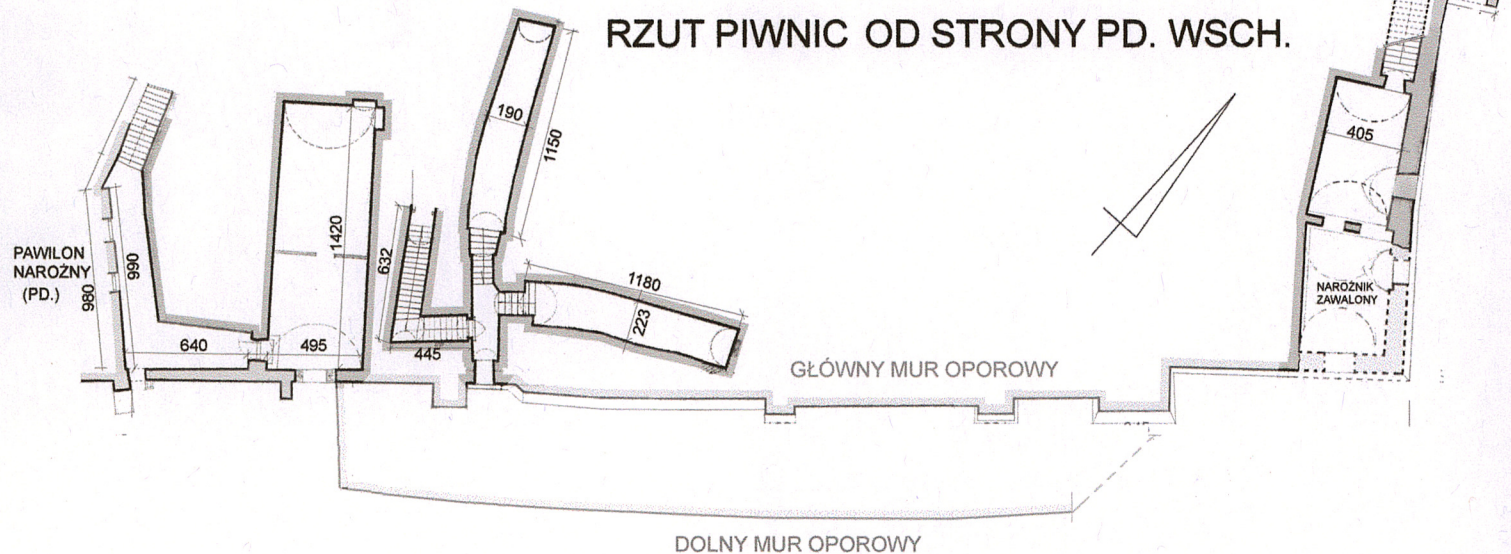 RZUT PIWNIC OD STRONY PD. WSCH.
190
1150
405
1420
632
PAWILON
NAROŻNY
(PD.)
980
990
1180
223
NAROŻNIK
ZAWALONY
640
495
445
GŁÓWNY MUR OPOROWY
DOLNY MUR OPOROWY